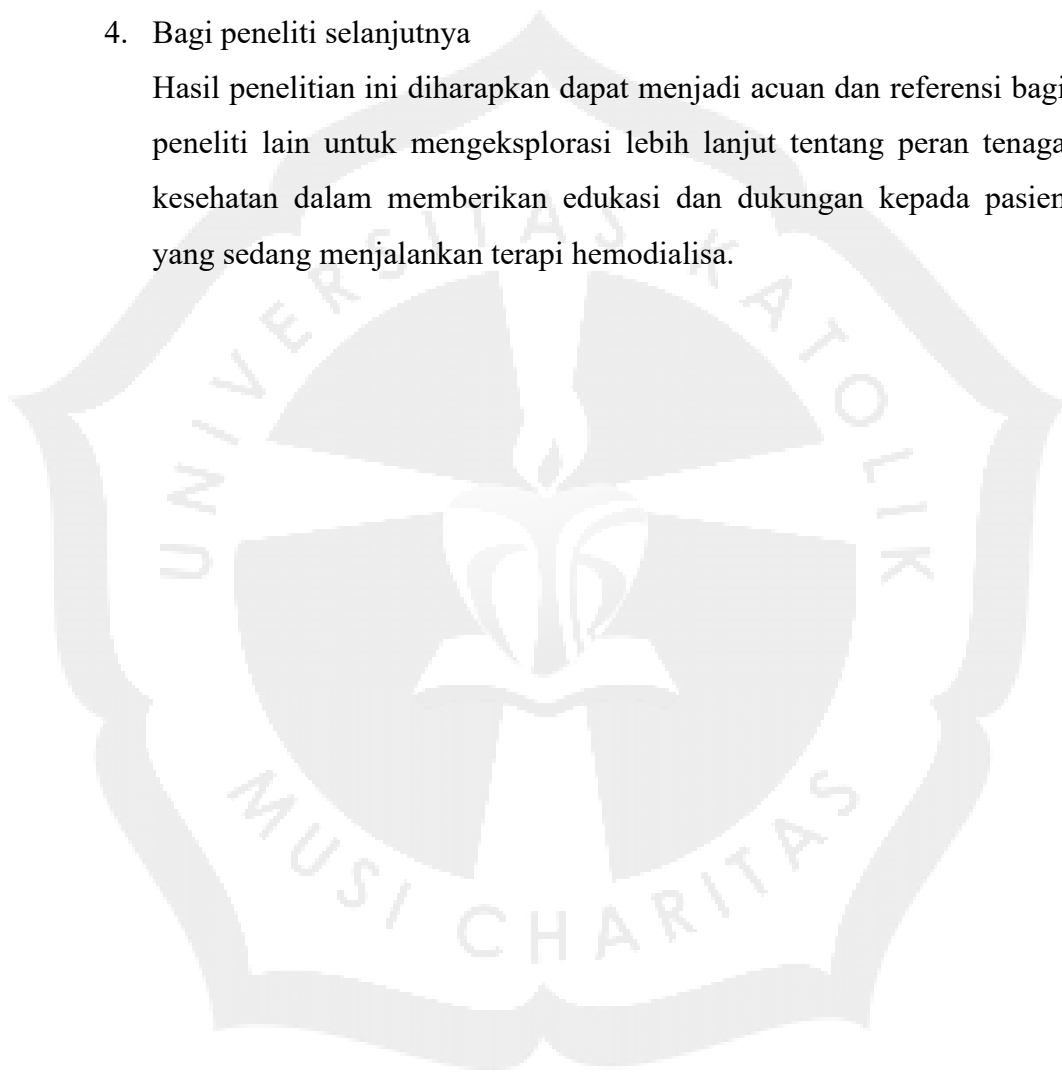 4. Bagi peneliti selanjutnya
Hasil penelitian ini diharapkan dapat menjadi acuan dan referensi bagi
peneliti lain untuk mengeksplorasi lebih lanjut tentang peran tenaga
kesehatan dalam memberikan edukasi dan dukungan kepada pasien
yang sedang menjalankan terapi hemodialisa.
UNIVERSITAS KATOLIK
MUSI CHARITAS